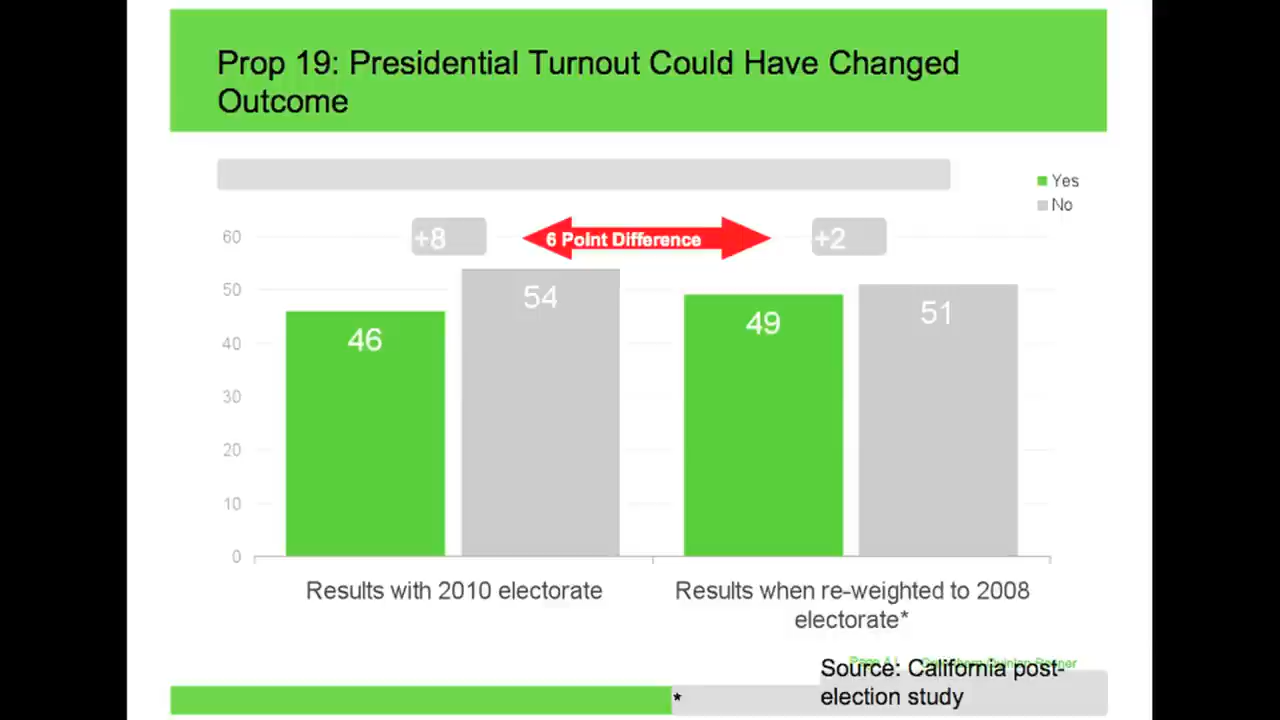 Prop 19: Presidential Turnout Could Have Changed
Outcome
Yes
No
+8
6 Point Difference
+2
60
50
40
30
20
10
0
46
54
49
51
Results with 2010 electorate
Results when re-weighted to 2008
electorate*
Source: California post-
election study
*